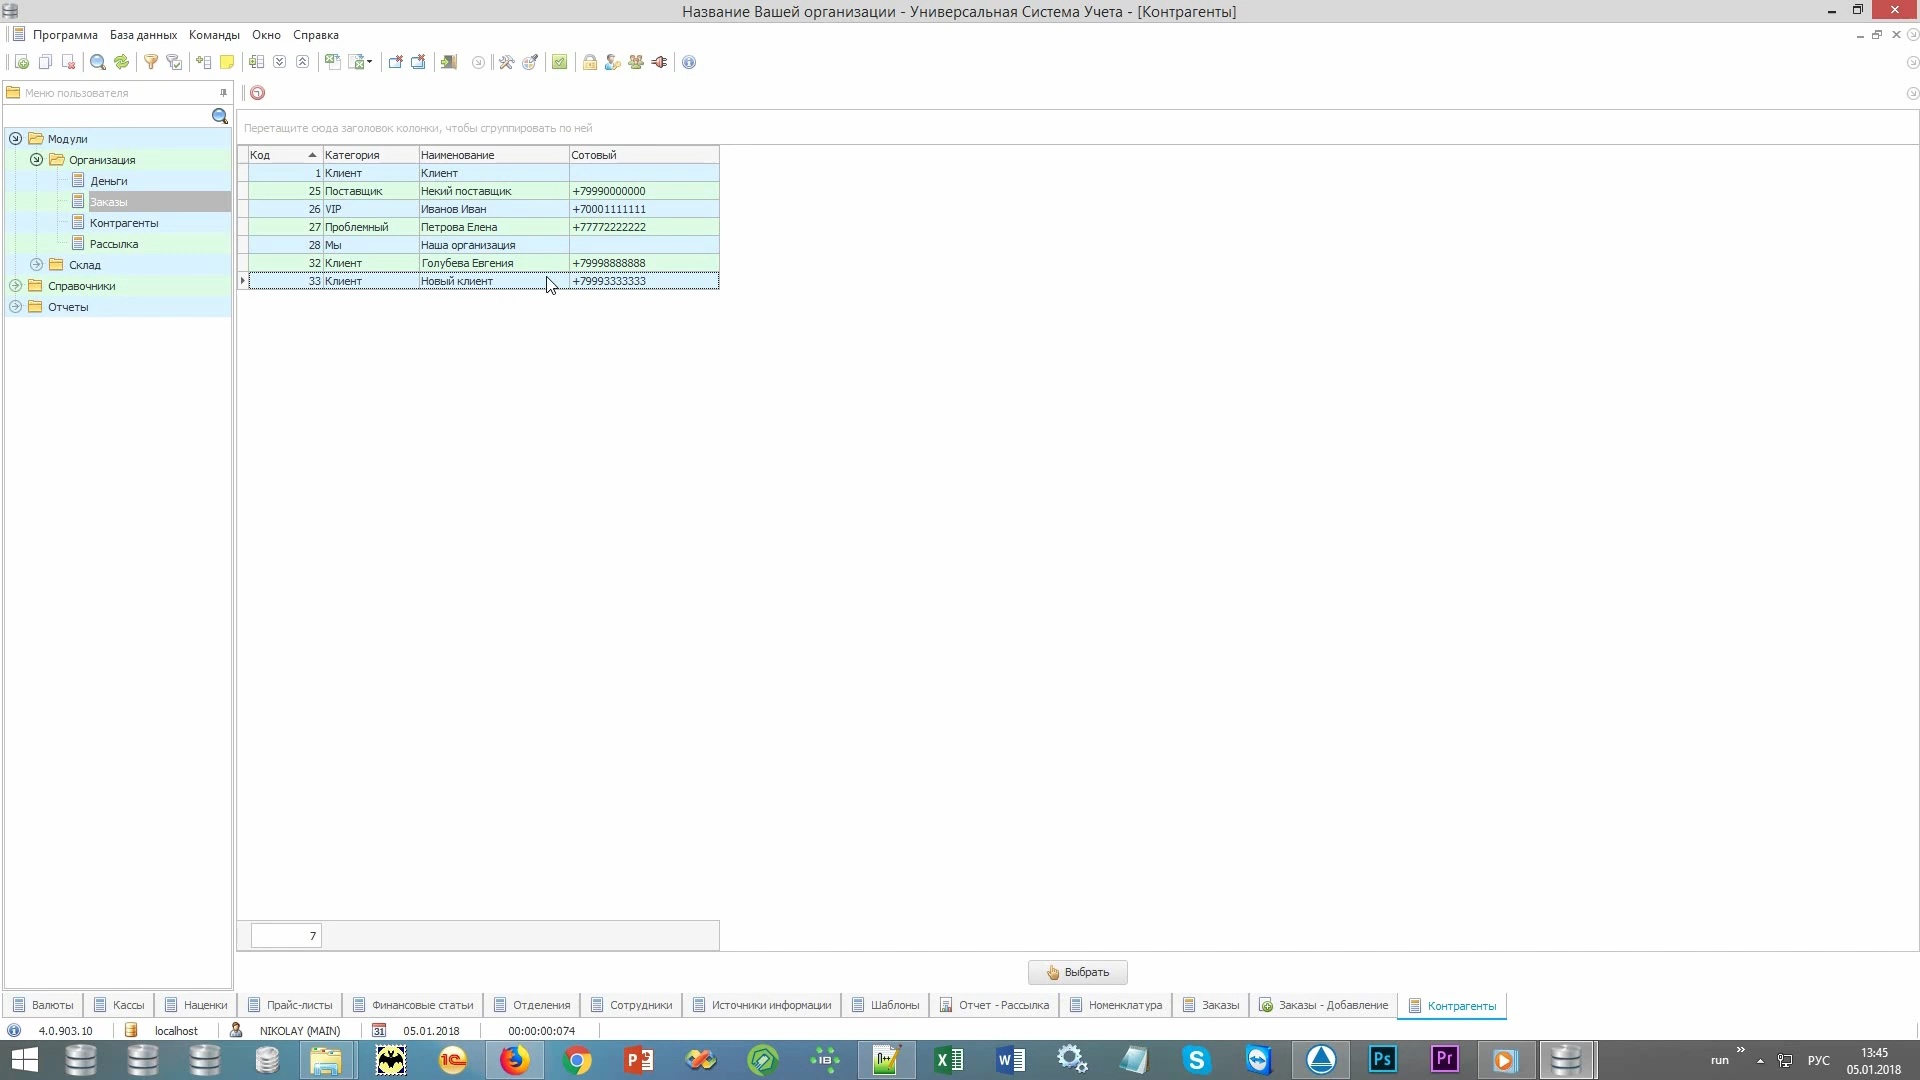 Название Вашей организации - Универсальная Система Учета - [Контрагенты]
Программа База данных Команды Окно Справка
Меню пользователя
Модули
Организация
Деньги
Заказы
Контрагенты
Рассылка
Склад
Справочники
Отчеты
Перетащите сюда заголовок колонки, чтобы сгруппировать по ней
Код Категория Наименование Сотовый
1 Клиент Клиент
25 Поставщик Некий поставщик +79990000000
26 VIP Иванов Иван +70001111111
27 Проблемный Петрова Елена +77772222222
28 Мы Наша организация
32 Клиент Голубева Евгения +79998888888
33 Клиент Новый клиент +79993333333
7
Выбрать
Валюты Кассы Наценки Прайс-листы Финансовые статьи Отделения Сотрудники Источники информации Шаблоны Отчет - Рассылка Номенклатура Заказы Заказы - Добавление Контрагенты
4.0.903.10 localhost NIKOLAY (MAIN) 31 05.01.2018 00:00:00:074
run РУС 13:45
05.01.2018